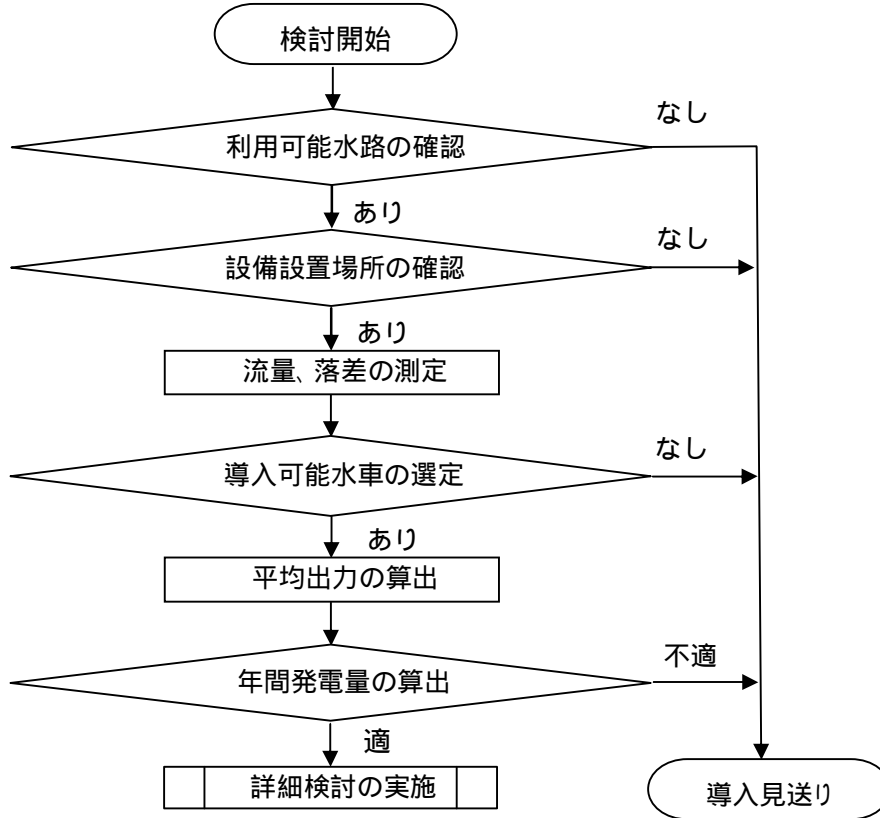 検討開始
利用可能水路の確認
なし
あり
設備設置場所の確認
なし
あり
流量、落差の測定
導入可能水車の選定
なし
あり
平均出力の算出
年間発電量の算出
不適
適
詳細検討の実施
導入見送り